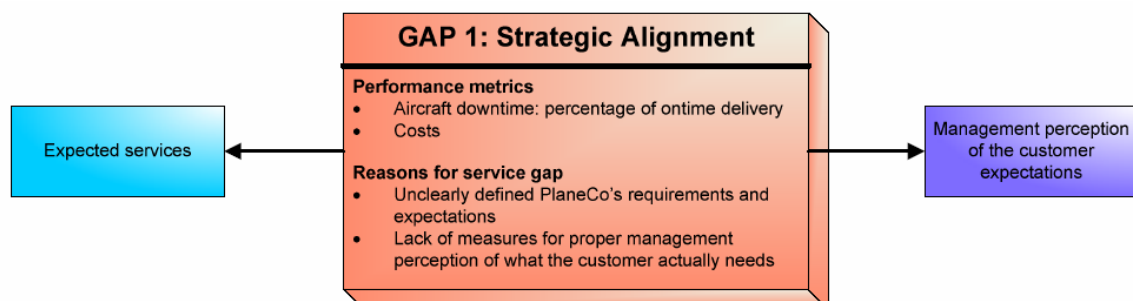 GAP 1: Strategic Alignment
Performance metrics
• Aircraft downtime: percentage of ontime delivery
• Costs
Reasons for service gap
• Unclearly defined PlaneCo's requirements and
expectations
• Lack of measures for proper management
perception of what the customer actually needs
Expected services
Management perception
of the customer
expectations